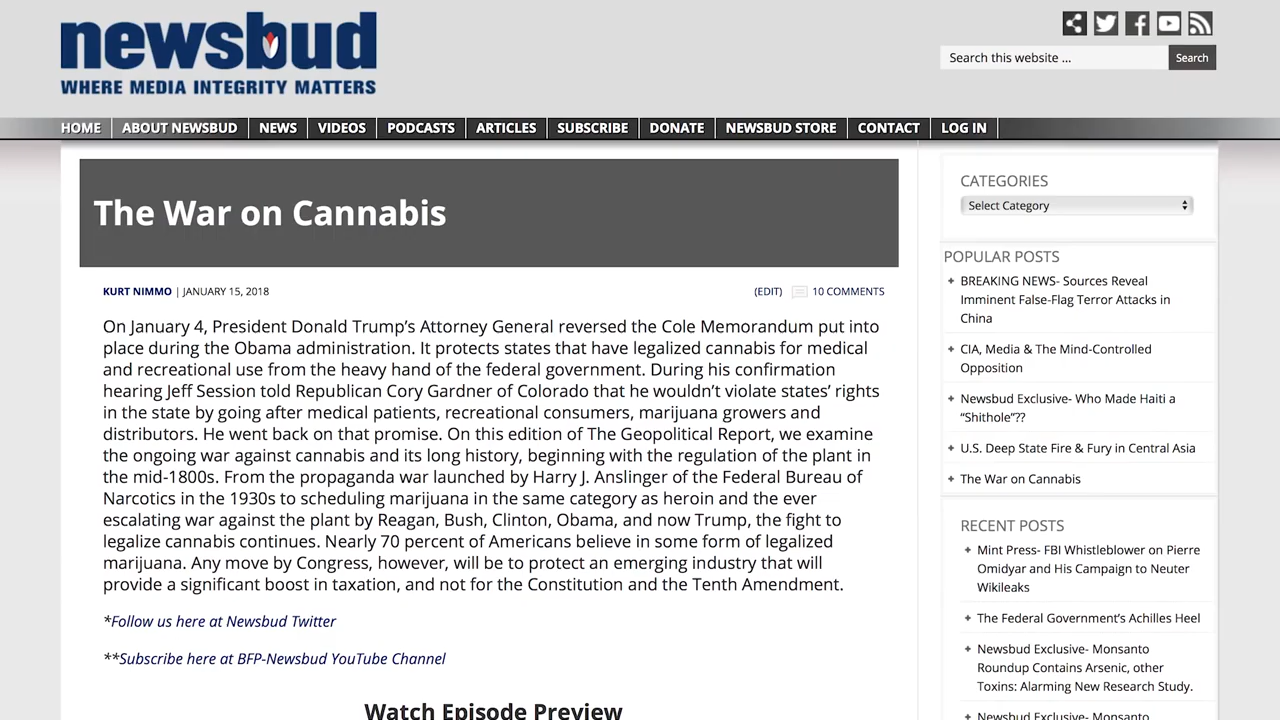 newsbud
WHERE MEDIA INTEGRITY MATTERS
Search this website ...
Search
HOME
ABOUT NEWSBUD
NEWS
VIDEOS
PODCASTS
ARTICLES
SUBSCRIBE
DONATE
NEWSBUD STORE
CONTACT
LOG IN
The War on Cannabis
KURT NIMMO | JANUARY 15, 2018
(EDIT)
10 COMMENTS
On January 4, President Donald Trump's Attorney General reversed the Cole Memorandum put into
place during the Obama administration. It protects states that have legalized cannabis for medical
and recreational use from the heavy hand of the federal government. During his confirmation
hearing Jeff Session told Republican Cory Gardner of Colorado that he wouldn't violate states' rights
in the state by going after medical patients, recreational consumers, marijuana growers and
distributors. He went back on that promise. On this edition of The Geopolitical Report, we examine
the ongoing war against cannabis and its long history, beginning with the regulation of the plant in
the mid-1800s. From the propaganda war launched by Harry J. Anslinger of the Federal Bureau of
Narcotics in the 1930s to scheduling marijuana in the same category as heroin and the ever
escalating war against the plant by Reagan, Bush, Clinton, Obama, and now Trump, the fight to
legalize cannabis continues. Nearly 70 percent of Americans believe in some form of legalized
marijuana. Any move by Congress, however, will be to protect an emerging industry that will
provide a significant boost in taxation, and not for the Constitution and the Tenth Amendment.
*Follow us here at Newsbud Twitter
**Subscribe here at BFP-Newsbud YouTube Channel
Watch Episode Preview
CATEGORIES
Select Category
POPULAR POSTS
BREAKING NEWS- Sources Reveal
Imminent False-Flag Terror Attacks in
China
CIA, Media & The Mind-Controlled
Opposition
Newsbud Exclusive- Who Made Haiti a
“Shithole”??
U.S. Deep State Fire & Fury in Central Asia
The War on Cannabis
RECENT POSTS
Mint Press- FBI Whistleblower on Pierre
Omidyar and His Campaign to Neuter
Wikileaks
The Federal Government's Achilles Heel
Newsbud Exclusive- Monsanto
Roundup Contains Arsenic, other
Toxins: Alarming New Research Study.
Newsbud Exclusive- Monsanto